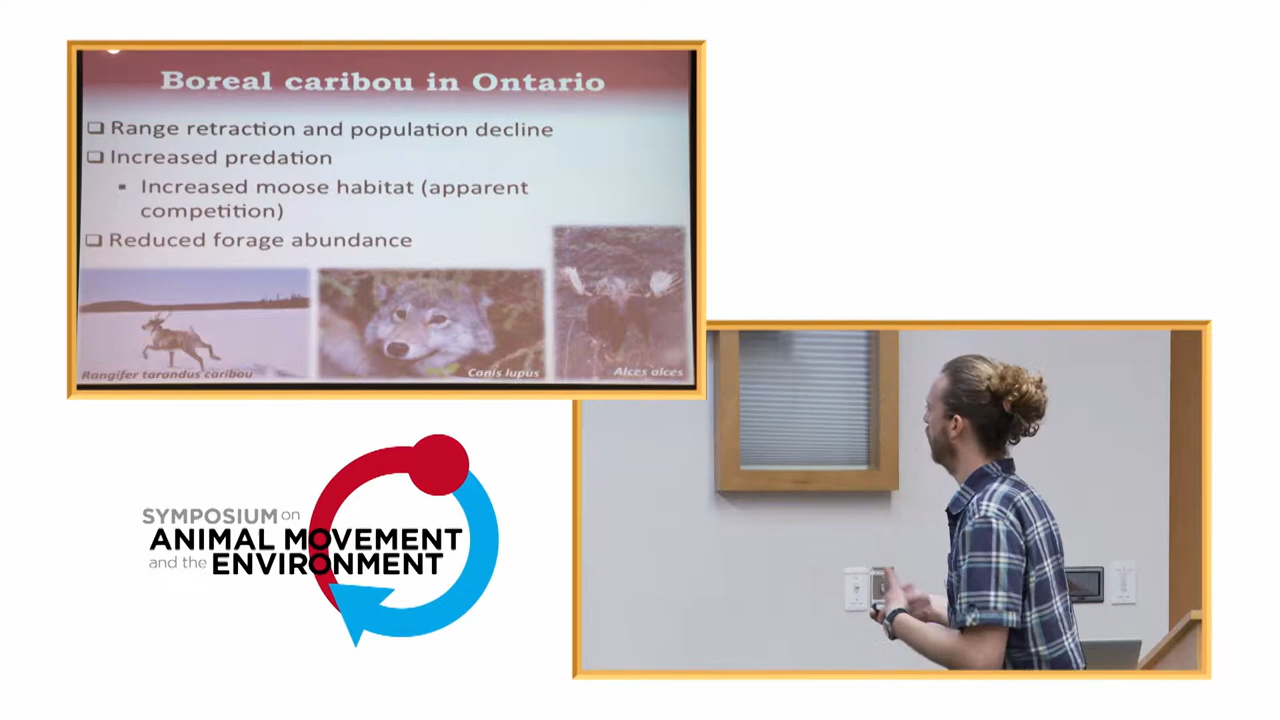 Boreal caribou in Ontario
❑ Range retraction and population decline
❑ Increased predation
▪ Increased moose habitat (apparent
competition)
❑ Reduced forage abundance
Rangifer tarandus caribou
Canis lupus
Alces alces
SYMPOSIUM on
ANIMAL MOVEMENT
and the ENVIRONMENT